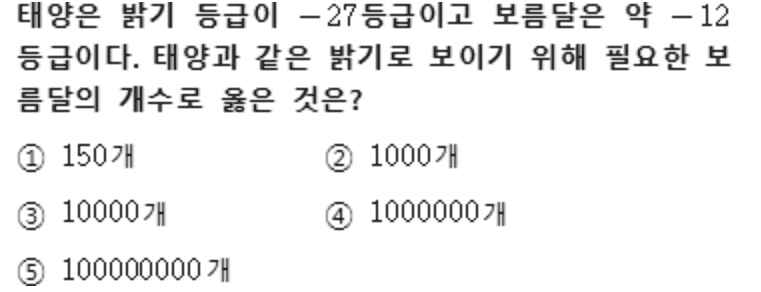 태양은 밝기 등급이 −27등급이고 보름달은 약 −12
등급이다. 태양과 같은 밝기로 보이기 위해 필요한 보
름달의 개수로 옳은 것은?
① 150개 ② 1000개
③ 10000개 ④ 1000000개
⑤ 100000000개